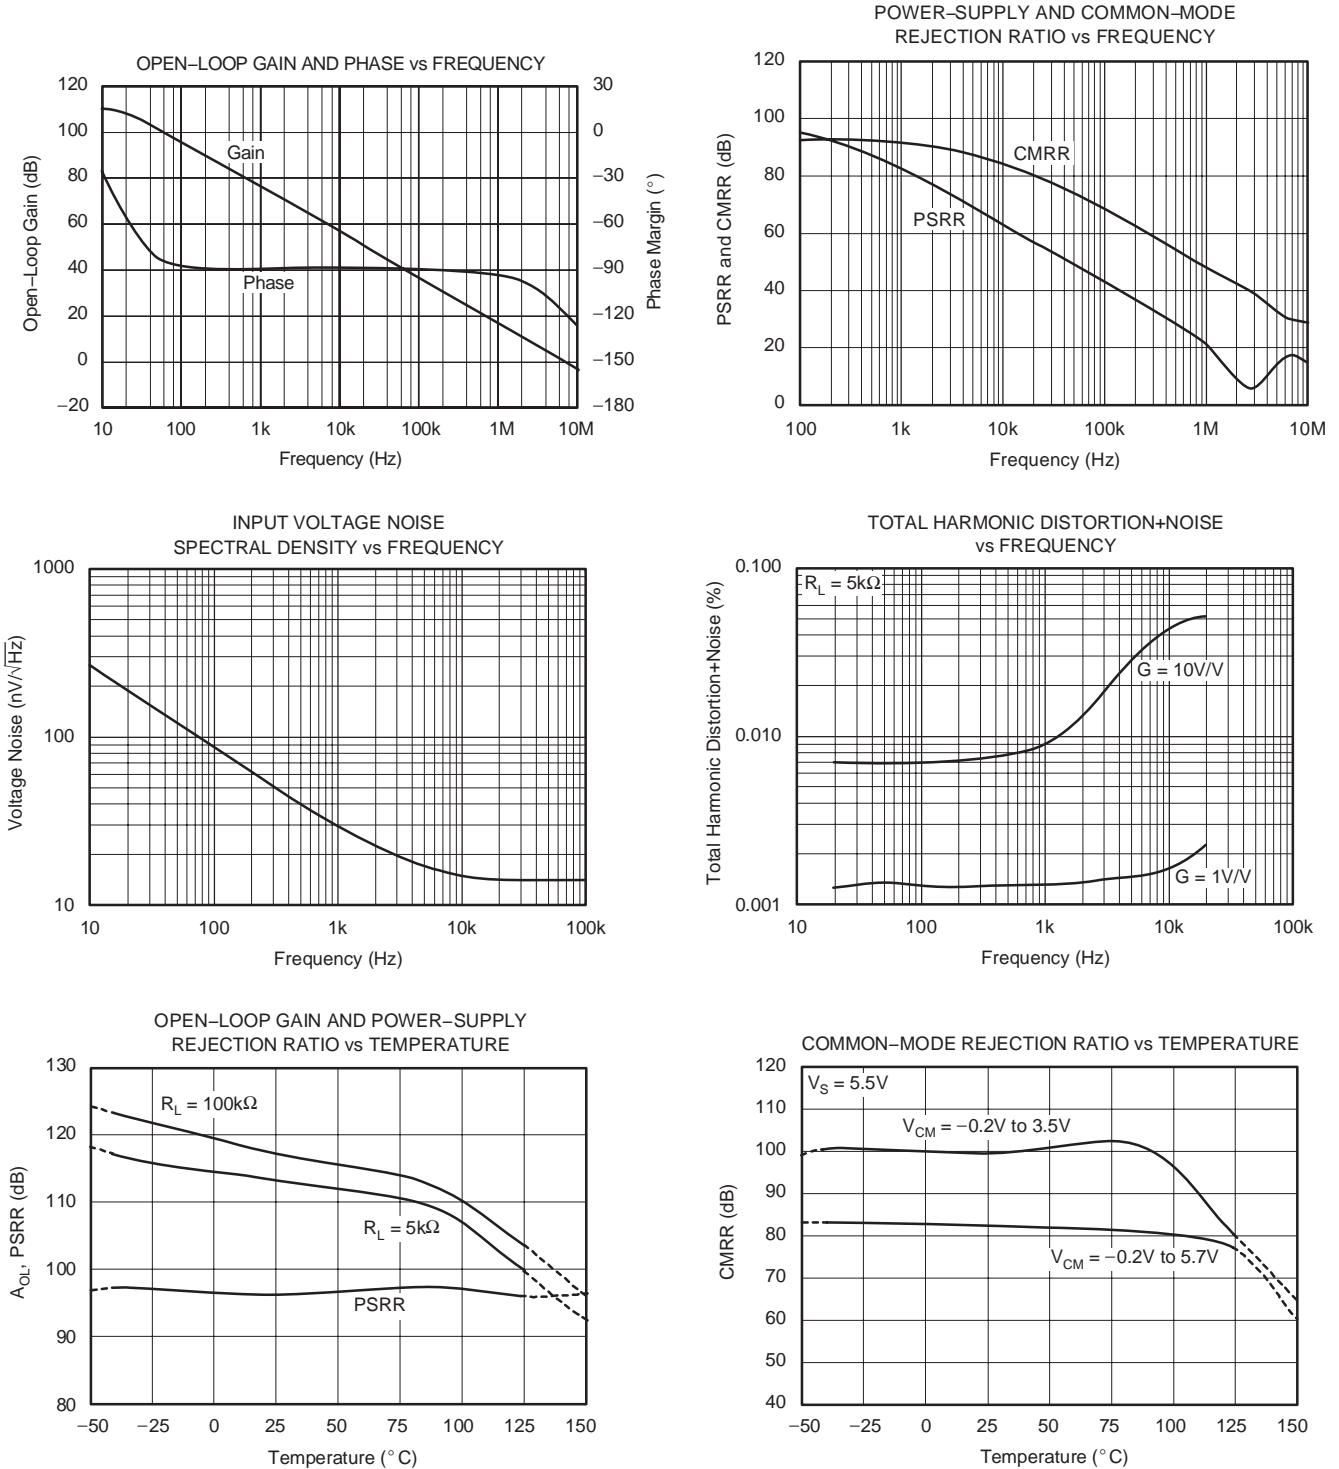 OPEN–LOOP GAIN AND PHASE vs FREQUENCY
120
100
80
60
40
20
0
–20
Open–Loop Gain (dB)
30
0
–30
–60
–90
–120
–150
–180
Phase Margin (°)
Gain
Phase
10
100
1k
10k
100k
1M
10M
Frequency (Hz)
POWER–SUPPLY AND COMMON–MODE
REJECTION RATIO vs FREQUENCY
120
100
80
60
40
20
0
PSRR and CMRR (dB)
CMRR
PSRR
100
1k
10k
100k
1M
10M
Frequency (Hz)
INPUT VOLTAGE NOISE
SPECTRAL DENSITY vs FREQUENCY
1000
100
10
Voltage Noise (nV/√Hz)
10
100
1k
10k
100k
Frequency (Hz)
TOTAL HARMONIC DISTORTION+NOISE
vs FREQUENCY
0.100
0.010
0.001
Total Harmonic Distortion+Noise (%)
RL = 5kΩ
G = 10V/V
G = 1V/V
10
100
1k
10k
100k
Frequency (Hz)
OPEN–LOOP GAIN AND POWER–SUPPLY
REJECTION RATIO vs TEMPERATURE
130
120
110
100
90
80
AOL, PSRR (dB)
RL = 100kΩ
RL = 5kΩ
PSRR
–50
–25
0
25
50
75
100
125
150
Temperature (°C)
COMMON–MODE REJECTION RATIO vs TEMPERATURE
120
110
100
90
80
70
60
50
40
CMRR (dB)
VS = 5.5V
VCM = –0.2V to 3.5V
VCM = –0.2V to 5.7V
–50
–25
0
25
50
75
100
125
150
Temperature (°C)